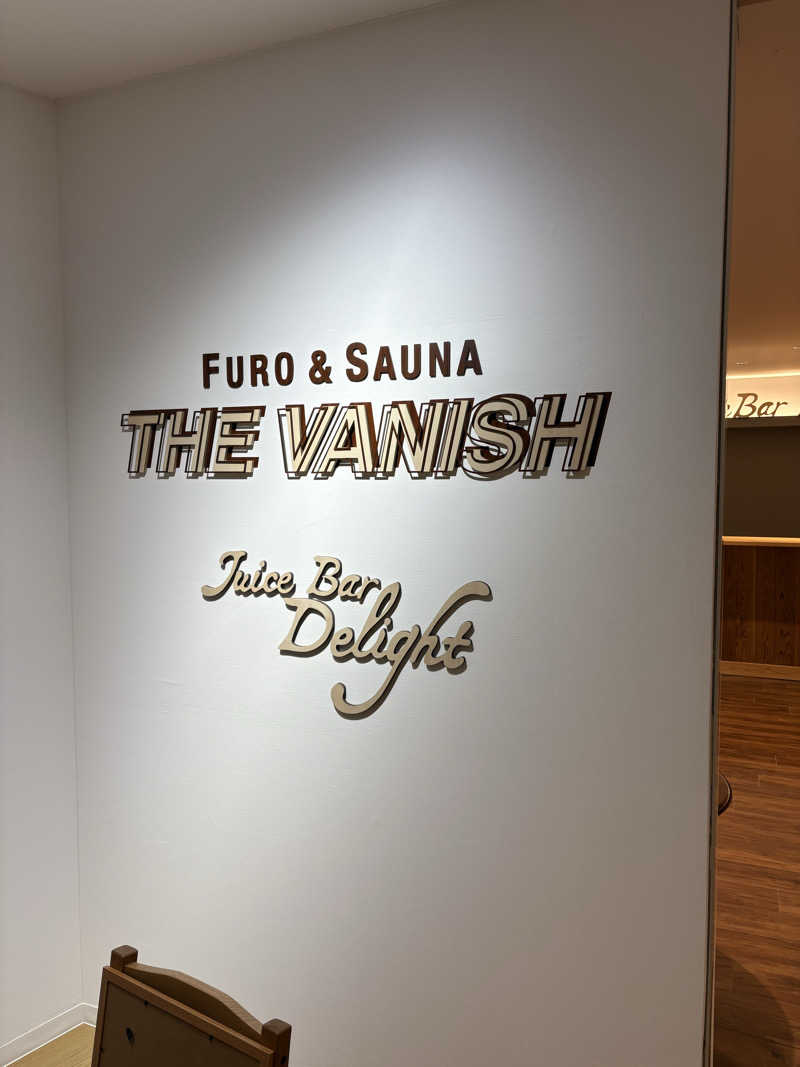 FURO & SAUNA
THE VANISH
Juice Bar
Delight
Bar